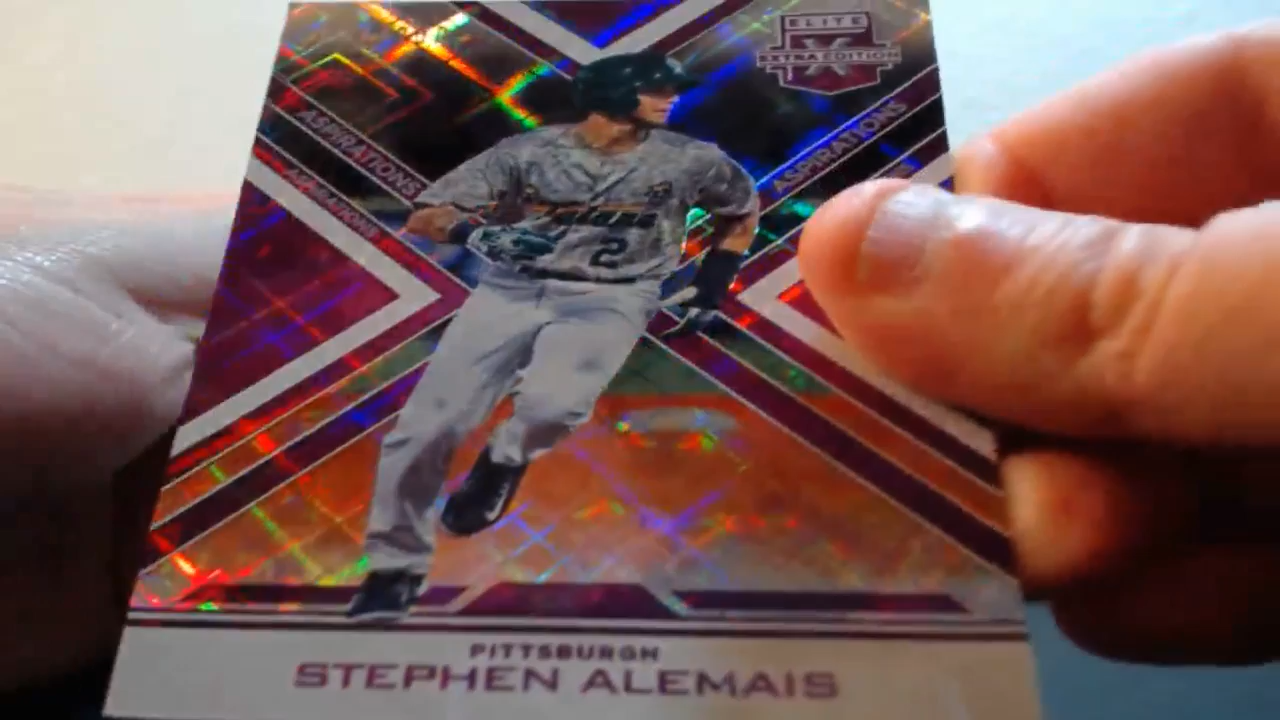 ELITE
EXTRA EDITION
ASPIRATIONS
ASPIRATIONS
ASPIRATIONS
2
PITTSBURGH
STEPHEN ALEMAIS